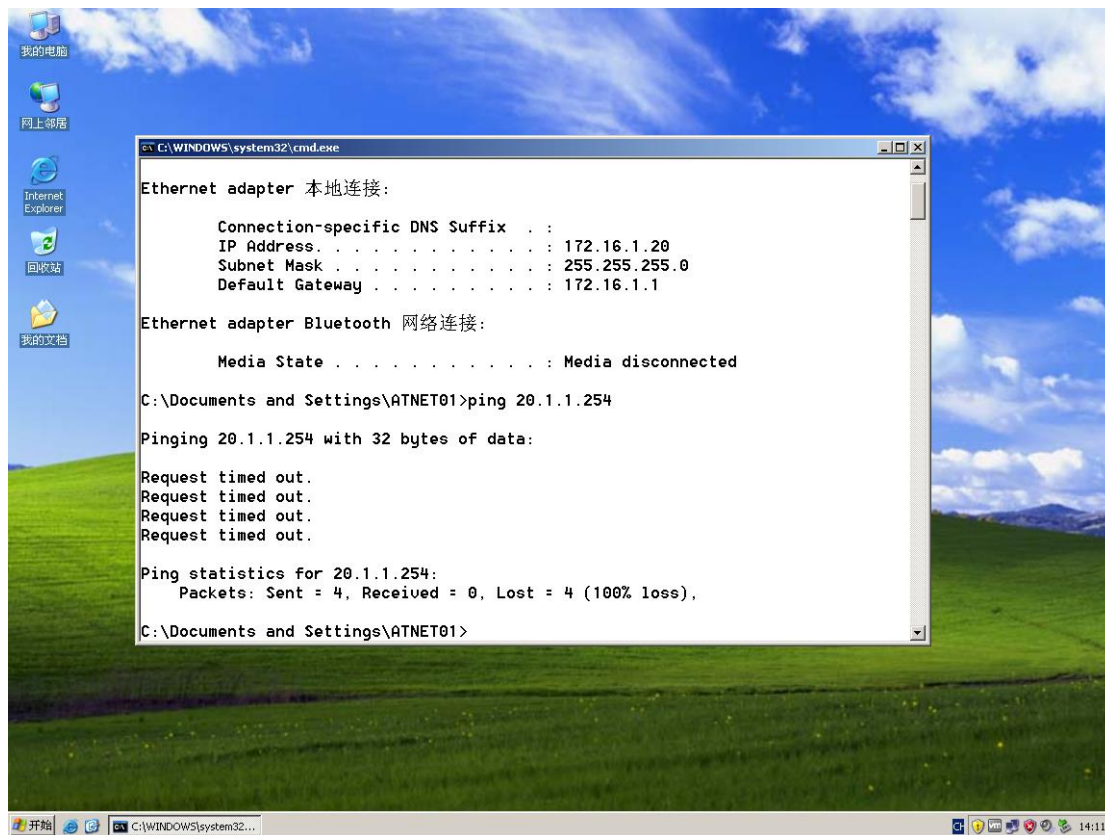 我的电脑
网上邻居
Internet
Explorer
回收站
我的文档
C:\WINDOWS\system32\cmd.exe
Ethernet adapter 本地连接:
Connection-specific DNS Suffix . :
IP Address. . . . . . . . . . . . : 172.16.1.20
Subnet Mask . . . . . . . . . . . : 255.255.255.0
Default Gateway . . . . . . . . . : 172.16.1.1
Ethernet adapter Bluetooth 网络连接:
Media State . . . . . . . . . . . : Media disconnected
C:\Documents and Settings\ATNET01>ping 20.1.1.254
Pinging 20.1.1.254 with 32 bytes of data:
Request timed out.
Request timed out.
Request timed out.
Request timed out.
Ping statistics for 20.1.1.254:
Packets: Sent = 4, Received = 0, Lost = 4 (100% loss),
C:\Documents and Settings\ATNET01>
开始
C:\WINDOWS\system32...
CH
14:11